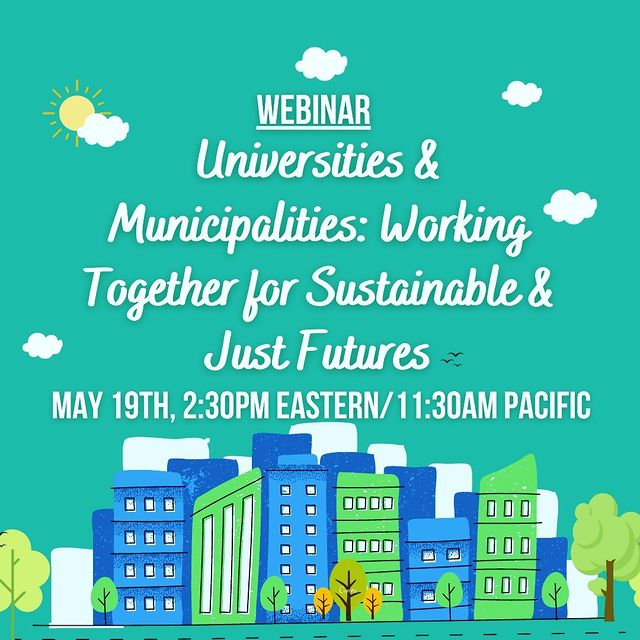 WEBINAR
Universities &
Municipalities: Working
Together for Sustainable &
Just Futures
MAY 19TH, 2:30PM EASTERN/11:30AM PACIFIC